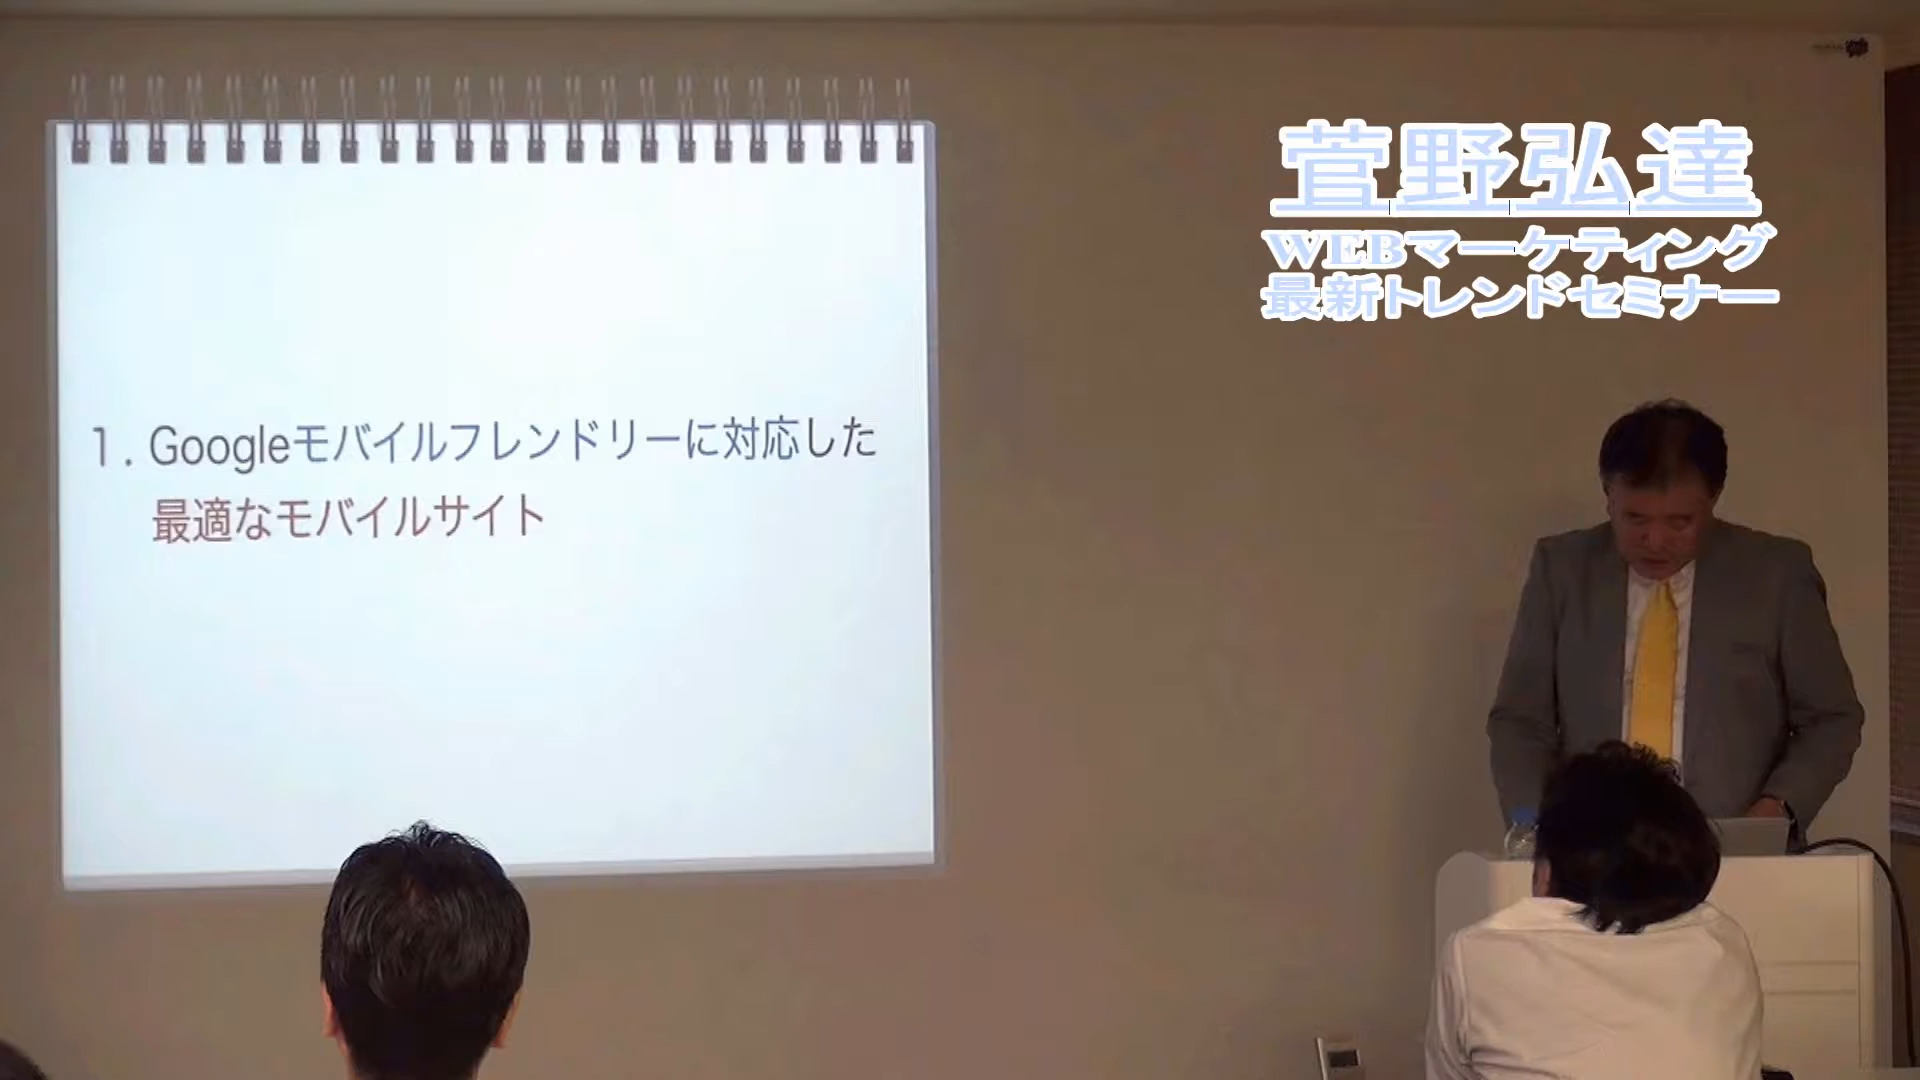 菅野弘達
WEBマーケティング
最新トレンドセミナー
1. Googleモバイルフレンドリーに対応した
最適なモバイルサイト